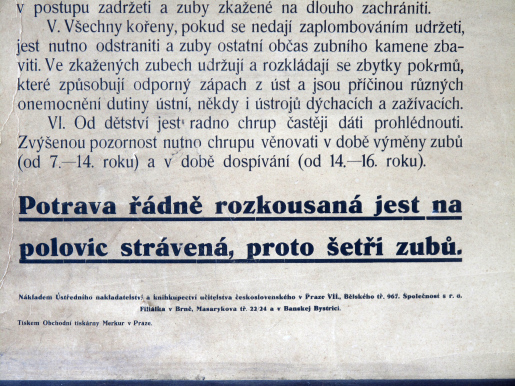 v postupu zadržeti a zuby zkažené na dlouho zachrániti.
V. Všechny kořeny, pokud se nedají zaplombováním udržeti,
jest nutno odstraniti a zuby ostatní občas zubního kamene zba-
viti. Ve zkažených zubech udržují a rozkládají se zbytky pokrmů,
které způsobují odporný zápach z úst a jsou příčinou různých
onemocnění dutiny ústní, někdy i ústrojů dýchacích a zažívacích.
VI. Od dětství jest radno chrup častěji dáti prohlédnouti.
Zvýšenou pozornost nutno chrupu věnovati v době výměny zubů
(od 7.—14. roku) a v době dospívání (od 14.—16. roku).
Potrava řádně rozkousaná jest na
polovic strávená, proto šetři zubů.
Nákladem Ústředního nakladatelství a knihkupectví učitelstva československého v Praze VII., Bělského tř. 967. Společnost s r. o.
Filiálka v Brně, Masarykova tř. 22/24 a v Banskej Bystrici.
Tiskem Obchodní tiskárny Merkur v Praze.